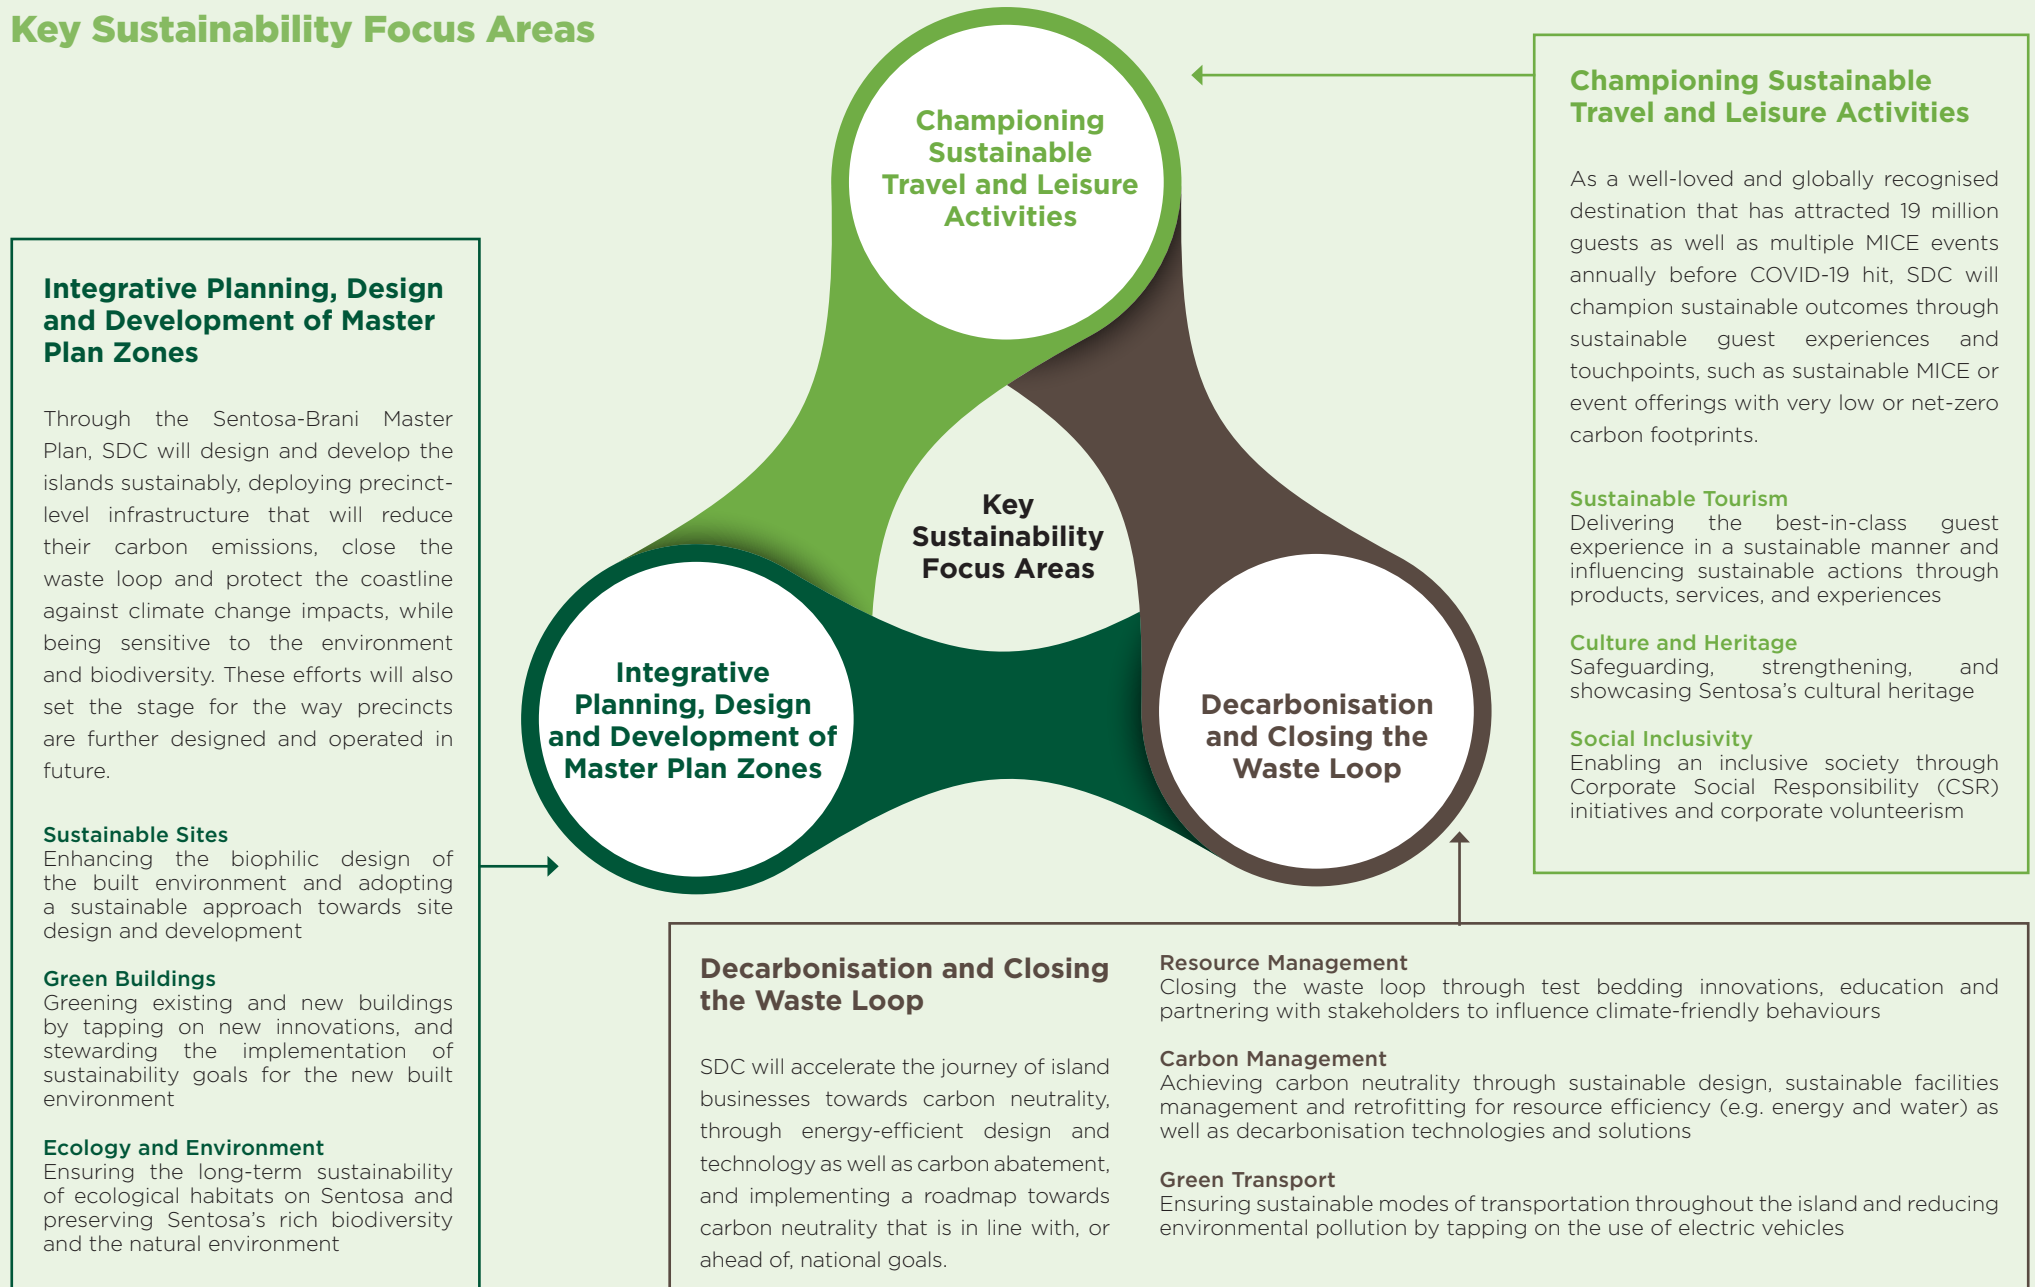 Key Sustainability Focus Areas
Championing
Sustainable
Travel and Leisure
Activities
Key
Sustainability
Focus Areas
Integrative
Planning, Design
and Development of
Master Plan Zones
Decarbonisation
and Closing the
Waste Loop
Integrative Planning, Design
and Development of Master
Plan Zones
Through the Sentosa-Brani Master
Plan, SDC will design and develop the
islands sustainably, deploying precinct-
level infrastructure that will reduce
their carbon emissions, close the
waste loop and protect the coastline
against climate change impacts, while
being sensitive to the environment
and biodiversity. These efforts will also
set the stage for the way precincts
are further designed and operated in
future.
Sustainable Sites
Enhancing the biophilic design of
the built environment and adopting
a sustainable approach towards site
design and development
Green Buildings
Greening existing and new buildings
by tapping on new innovations, and
stewarding the implementation of
sustainability goals for the new built
environment
Ecology and Environment
Ensuring the long-term sustainability
of ecological habitats on Sentosa and
preserving Sentosa's rich biodiversity
and the natural environment
Championing Sustainable
Travel and Leisure Activities
As a well-loved and globally recognised
destination that has attracted 19 million
guests as well as multiple MICE events
annually before COVID-19 hit, SDC will
champion sustainable outcomes through
sustainable guest experiences and
touchpoints, such as sustainable MICE or
event offerings with very low or net-zero
carbon footprints.
Sustainable Tourism
Delivering the best-in-class guest
experience in a sustainable manner and
influencing sustainable actions through
products, services, and experiences
Culture and Heritage
Safeguarding, strengthening, and
showcasing Sentosa's cultural heritage
Social Inclusivity
Enabling an inclusive society through
Corporate Social Responsibility (CSR)
initiatives and corporate volunteerism
Decarbonisation and Closing
the Waste Loop
SDC will accelerate the journey of island
businesses towards carbon neutrality,
through energy-efficient design and
technology as well as carbon abatement,
and implementing a roadmap towards
carbon neutrality that is in line with, or
ahead of, national goals.
Resource Management
Closing the waste loop through test bedding innovations, education and
partnering with stakeholders to influence climate-friendly behaviours
Carbon Management
Achieving carbon neutrality through sustainable design, sustainable facilities
management and retrofitting for resource efficiency (e.g. energy and water) as
well as decarbonisation technologies and solutions
Green Transport
Ensuring sustainable modes of transportation throughout the island and reducing
environmental pollution by tapping on the use of electric vehicles